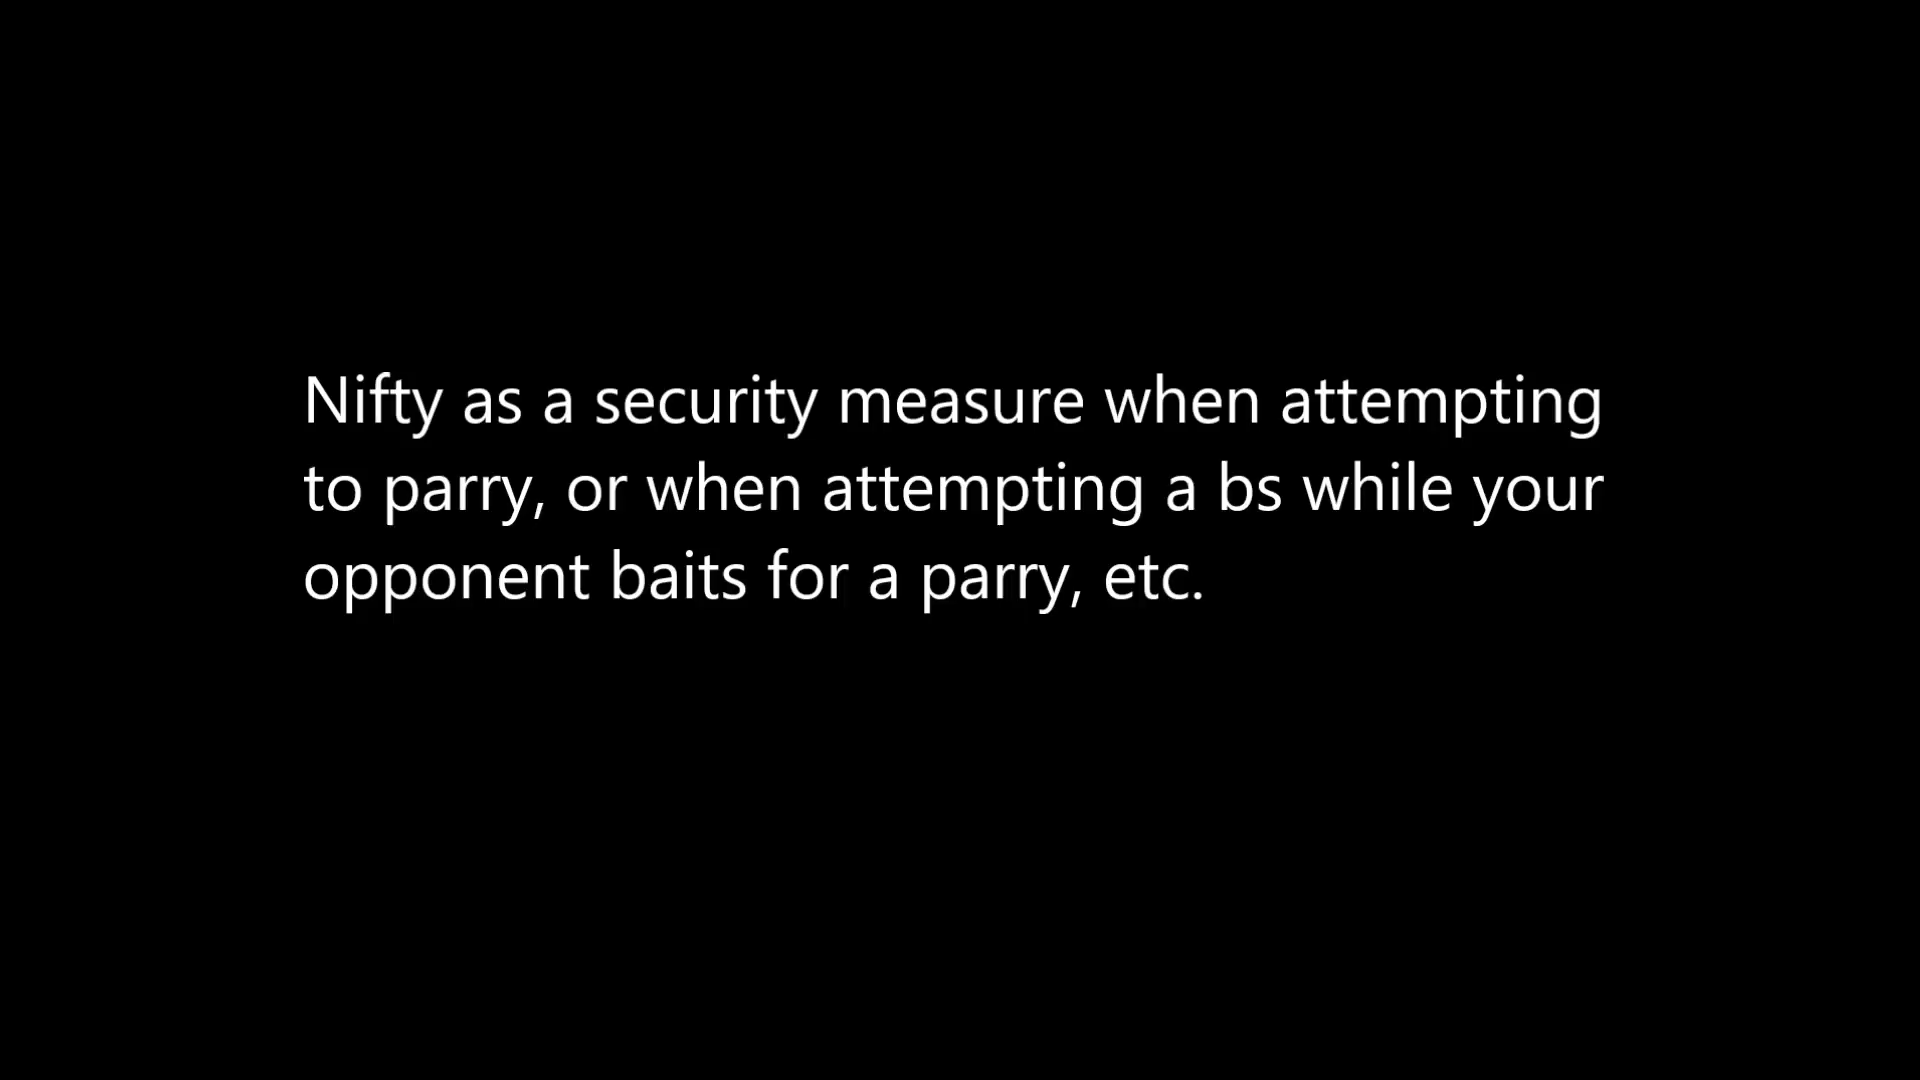 Nifty as a security measure when attempting
to parry, or when attempting a bs while your
opponent baits for a parry, etc.